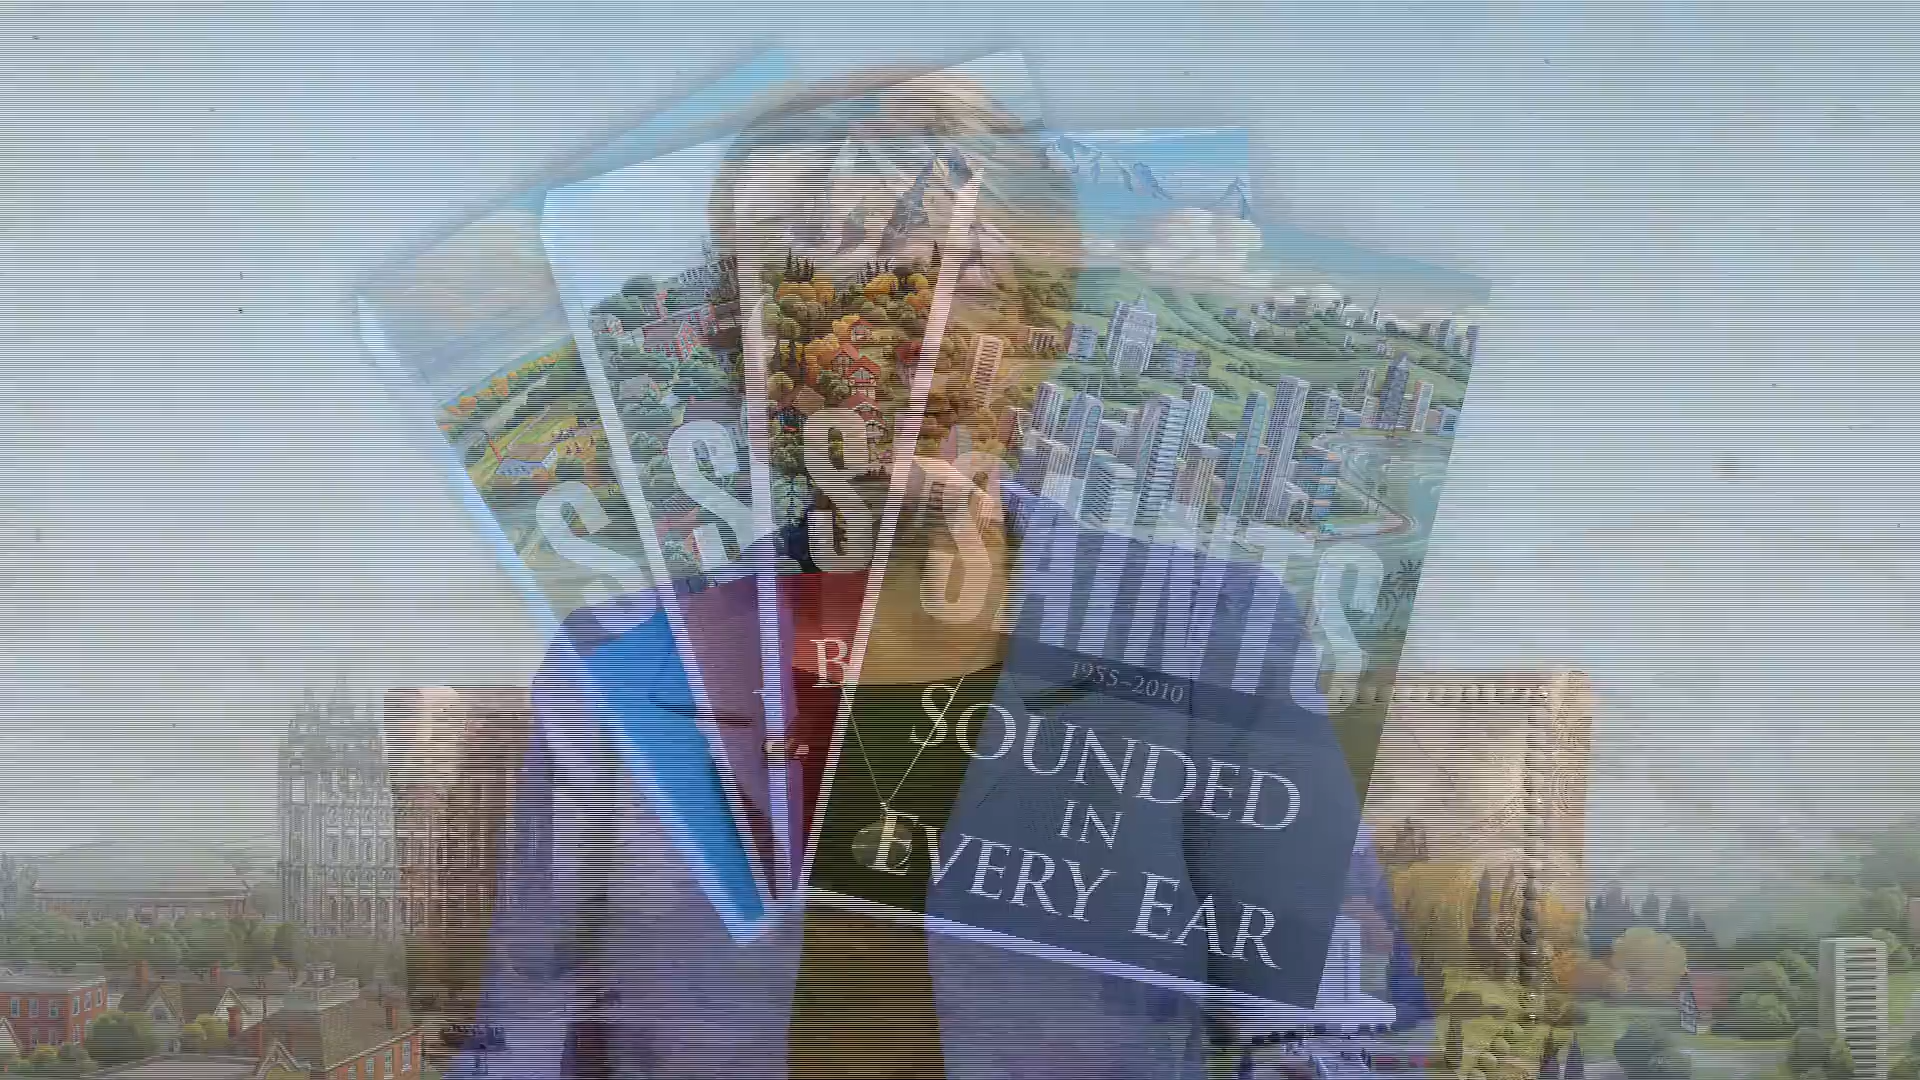 S
S
S
SAINTS
B
1955–2010
SOUNDED
IN
EVERY EAR